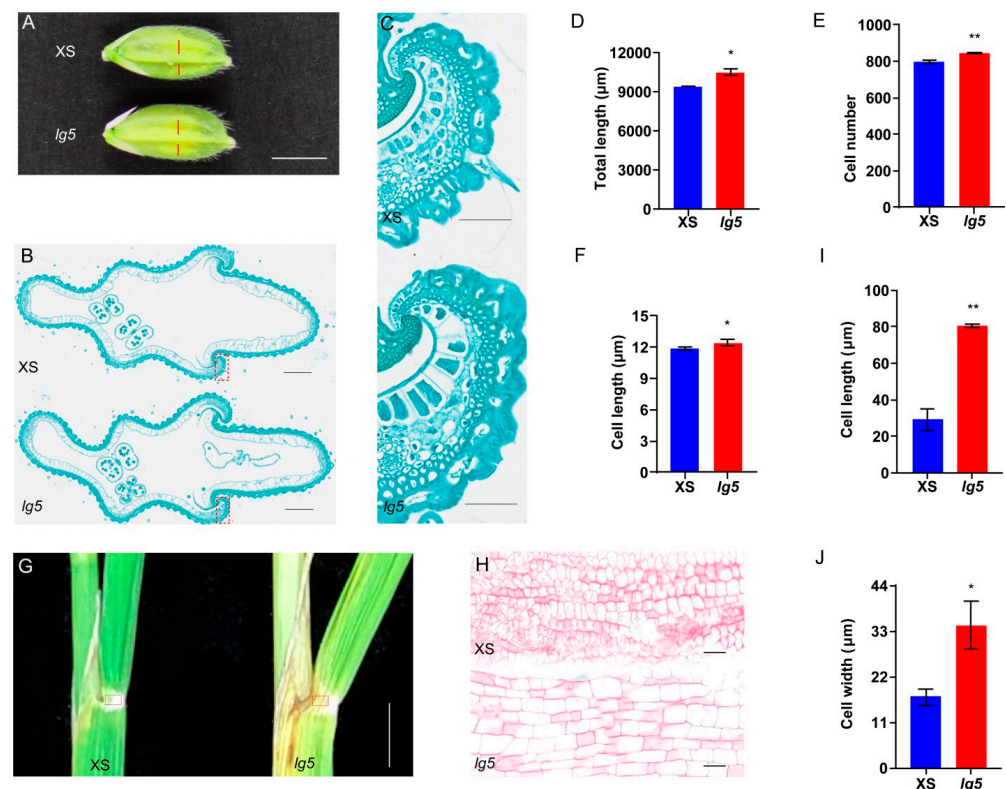 A
XS
lg5
B
XS
lg5
C
XS
lg5
D
Total length (μm)
12000
9000
6000
3000
0
*
XS
lg5
E
Cell number
1000
800
600
400
200
0
**
XS
lg5
F
Cell length (μm)
15
12
9
6
3
0
*
XS
lg5
I
Cell length (μm)
100
80
60
40
20
0
**
XS
lg5
G
XS
lg5
H
XS
lg5
J
Cell width (μm)
44
33
22
11
0
*
XS
lg5